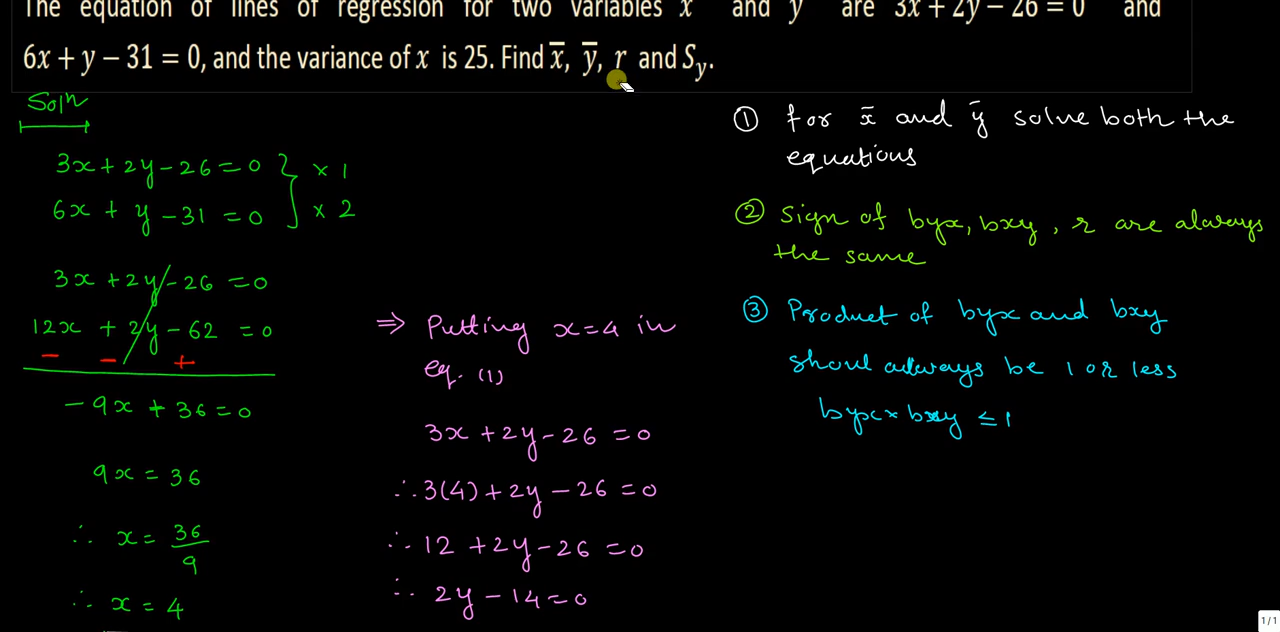 The equation of lines of regression for two variables x and y are 3x + 2y − 26 = 0 and
6x + y − 31 = 0, and the variance of x is 25. Find x̅, y̅, r and Sy.
Soln
3x + 2y − 26 = 0 } × 1
6x + y − 31 = 0 } × 2
3x + 2y − 26 = 0
12x + 2y − 62 = 0
− − +
− 9x + 36 = 0
9x = 36
∴ x = 36/9
∴ x = 4
⇒ Putting x = 4 in
eq. (1)
3x + 2y − 26 = 0
∴ 3(4) + 2y − 26 = 0
∴ 12 + 2y − 26 = 0
∴ 2y − 14 = 0
① for x̅ and y̅ solve both the
equations
② Sign of byx, bxy, r are always
the same
③ Product of byx and bxy
shoul always be 1 or less
byx × bxy ≤ 1
1/1